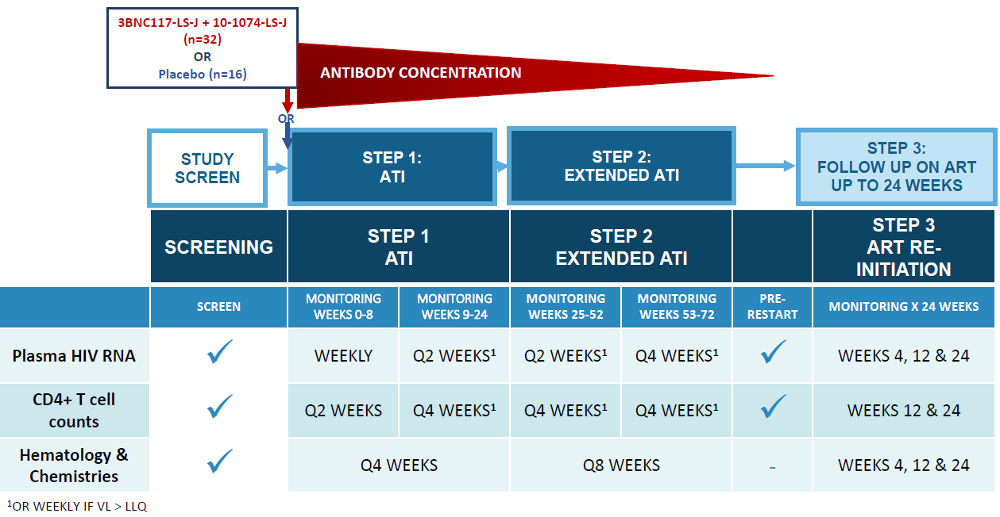 3BNC117-LS-J + 10-1074-LS-J
(n=32)
OR
Placebo (n=16)
ANTIBODY CONCENTRATION
OR
STUDY
SCREEN
STEP 1:
ATI
STEP 2:
EXTENDED ATI
STEP 3:
FOLLOW UP ON ART
UP TO 24 WEEKS
SCREENING
STEP 1
ATI
STEP 2
EXTENDED ATI
STEP 3
ART RE-
INITIATION
SCREEN
MONITORING
WEEKS 0-8
MONITORING
WEEKS 9-24
MONITORING
WEEKS 25-52
MONITORING
WEEKS 53-72
PRE-
RESTART
MONITORING X 24 WEEKS
Plasma HIV RNA
✓
WEEKLY
Q2 WEEKS¹
Q2 WEEKS¹
Q4 WEEKS¹
✓
WEEKS 4, 12 & 24
CD4+ T cell
counts
✓
Q2 WEEKS
Q4 WEEKS¹
Q4 WEEKS¹
Q4 WEEKS¹
✓
WEEKS 12 & 24
Hematology &
Chemistries
✓
Q4 WEEKS
Q8 WEEKS
-
WEEKS 4, 12 & 24
¹OR WEEKLY IF VL > LLQ